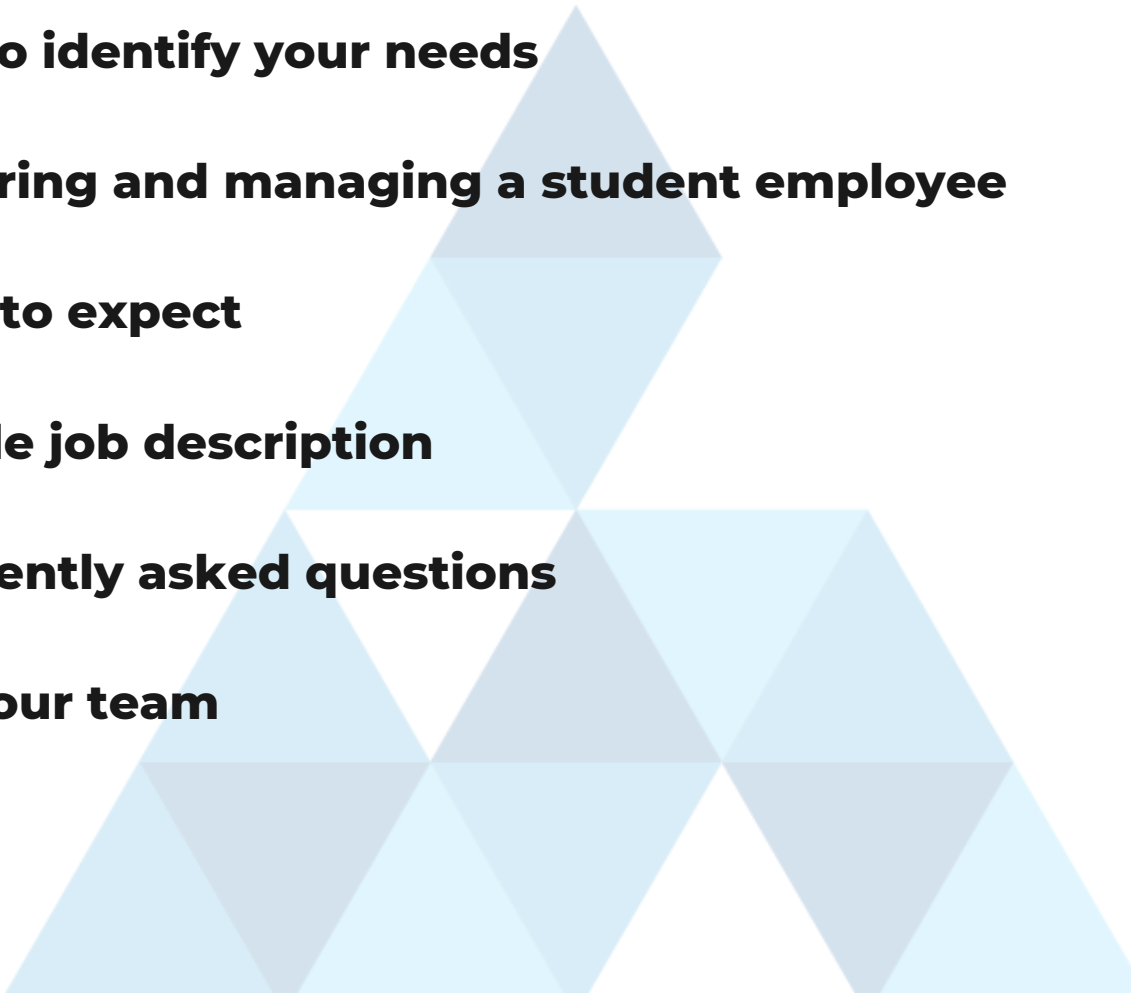 o identify your needs
ring and managing a student employee
to expect
le job description
ently asked questions
our team